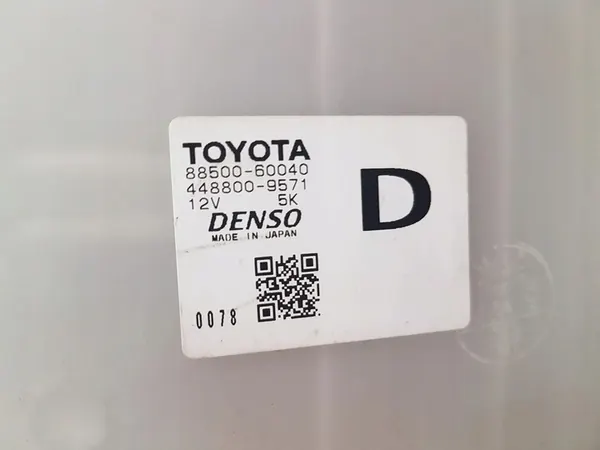 TOYOTA
88500-60040
448800-9571
12V 5K
DENSO
MADE IN JAPAN
D
0078